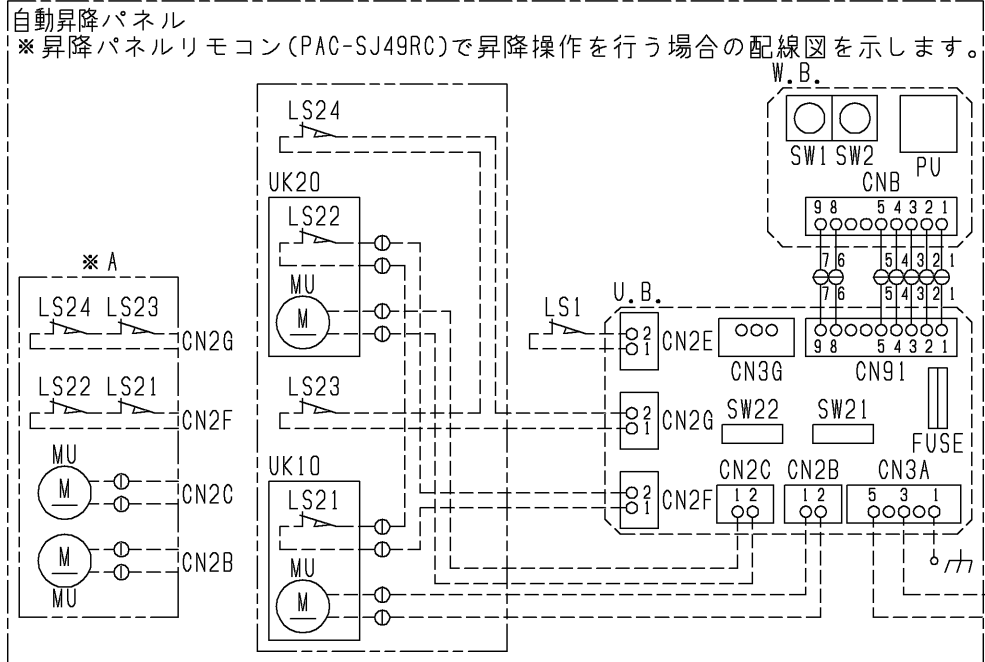 自動昇降パネル
※昇降パネルリモコン(PAC-SJ49RC)で昇降操作を行う場合の配線図を示します。
W.B.
SW1 SW2
PU
CNB
9 8 5 4 3 2 1
7 6 5 4 3 2 1
7 6 5 4 3 2 1
U.B.
9 8 5 4 3 2 1
CN91
CN3G
LS1
2
1
CN2E
2
1
CN2G
2
1
CN2F
SW22
SW21
FUSE
CN2C
1 2
CN2B
1 2
CN3A
5 3 1
LS24
UK20
LS22
MU
M
LS23
UK10
LS21
MU
M
※A
LS24 LS23
CN2G
LS22 LS21
CN2F
MU
M
CN2C
M
CN2B
MU